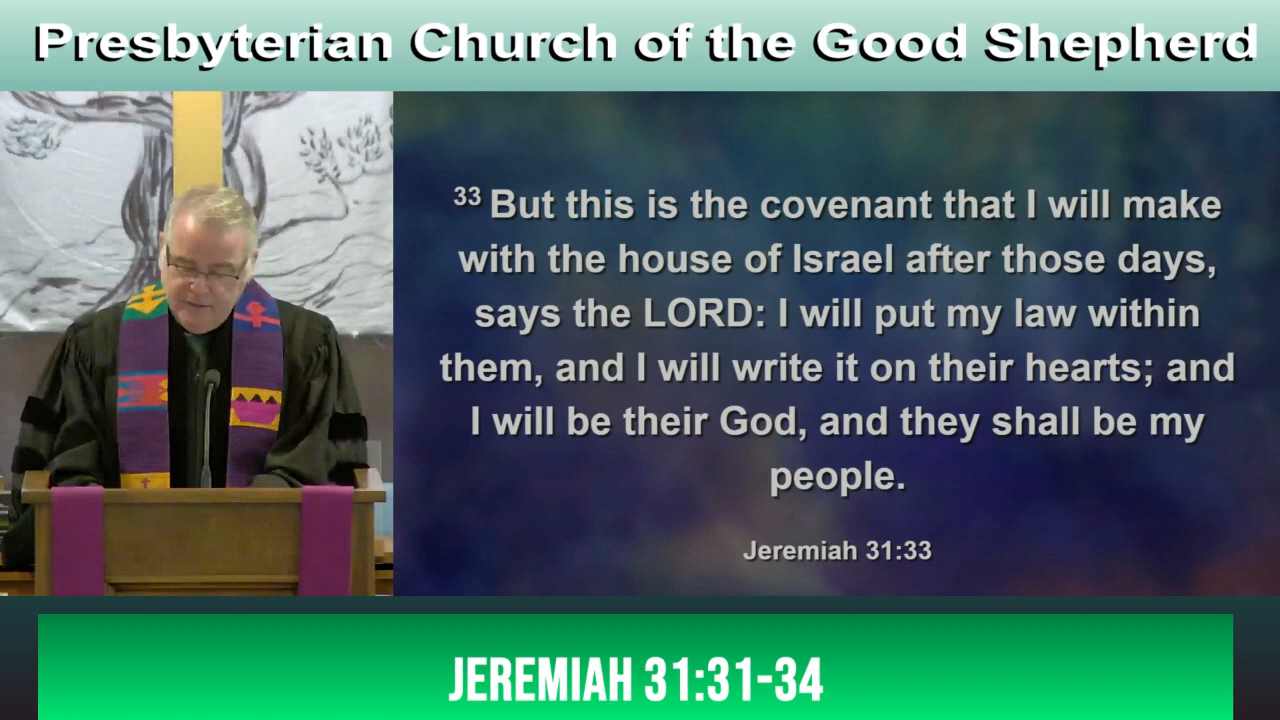 Presbyterian Church of the Good Shepherd
33 But this is the covenant that I will make
with the house of Israel after those days,
says the LORD: I will put my law within
them, and I will write it on their hearts; and
I will be their God, and they shall be my
people.
Jeremiah 31:33
JEREMIAH 31:31-34